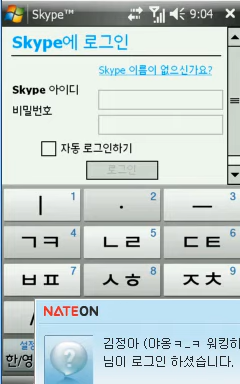 Skype™ 9:04
Skype에 로그인
Skype 이름이 없으신가요?
Skype 아이디
비밀번호
자동 로그인하기
로그인
ㅣ 1 · 2 ㅡ 3
ㄱㅋ 4 ㄴㄹ 5 ㄷㅌ 6
ㅂㅍ 7 ㅅㅎ 8 ㅈㅊ 9
설정
한/영
NATEON
김정아 (야옹ㅋ_ㅋ 워킹히
님이 로그인 하셨습니다.